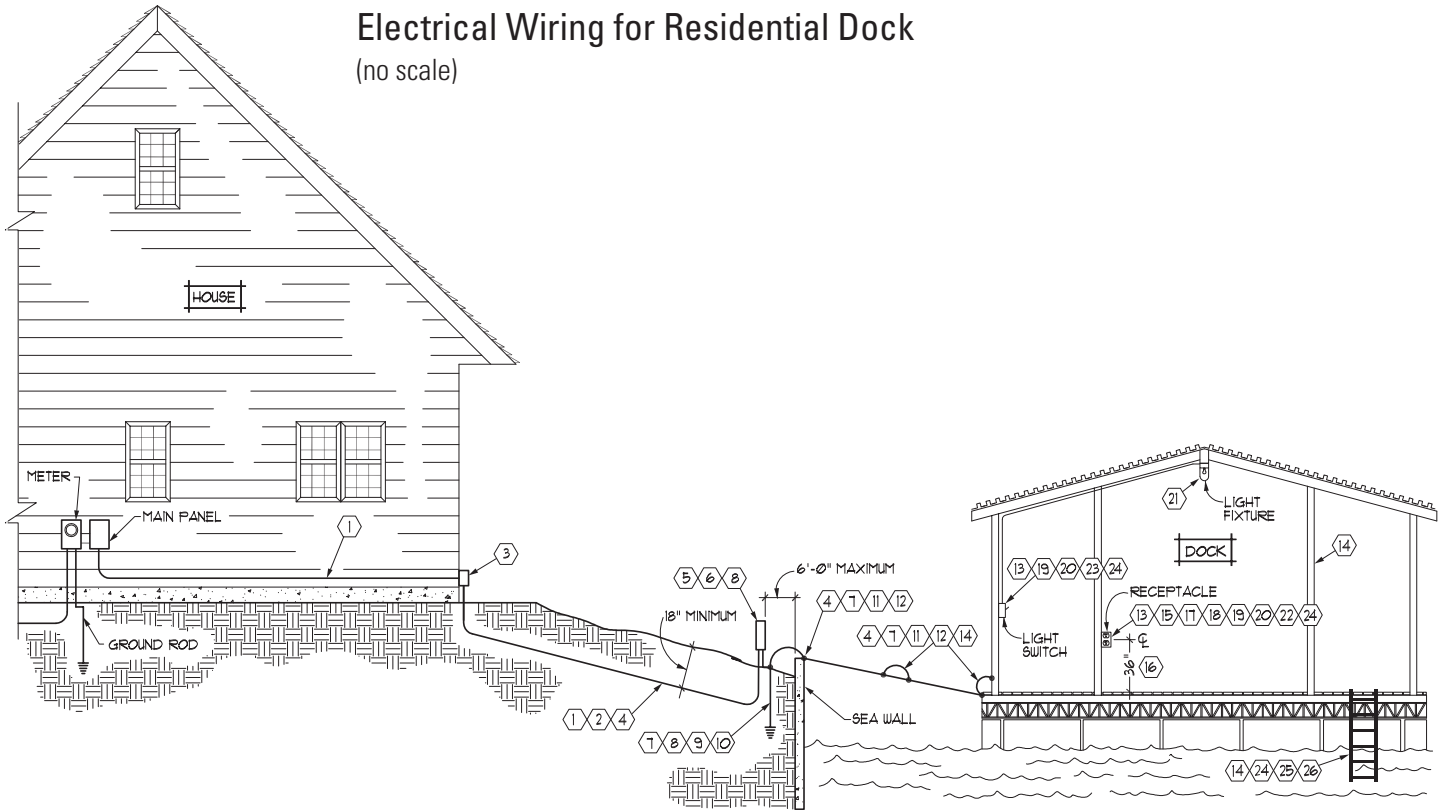 Electrical Wiring for Residential Dock
(no scale)
HOUSE
METER
MAIN PANEL
1
3
GROUND ROD
18" MINIMUM
1 2 4
5 6 8
6'-0" MAXIMUM
4 7 11 12
4 7 11 12 14
7 8 9 10
SEA WALL
21
LIGHT
FIXTURE
DOCK
14
13 19 20 23 24
LIGHT
SWITCH
RECEPTACLE
13 15 17 18 19 20 22 24
℄
36"
16
14 24 25 26